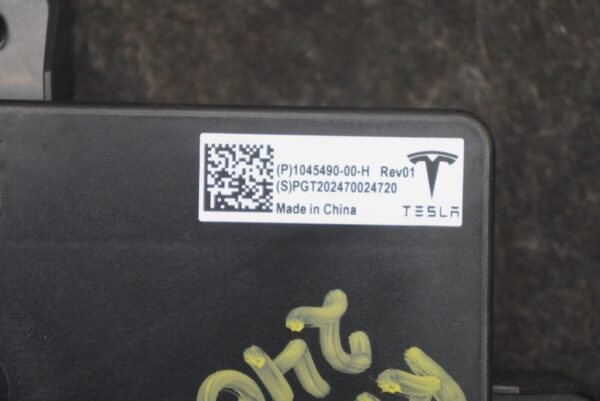 (P)1045490-00-H Rev01
(S)PGT202470024720
Made in China
TESLA